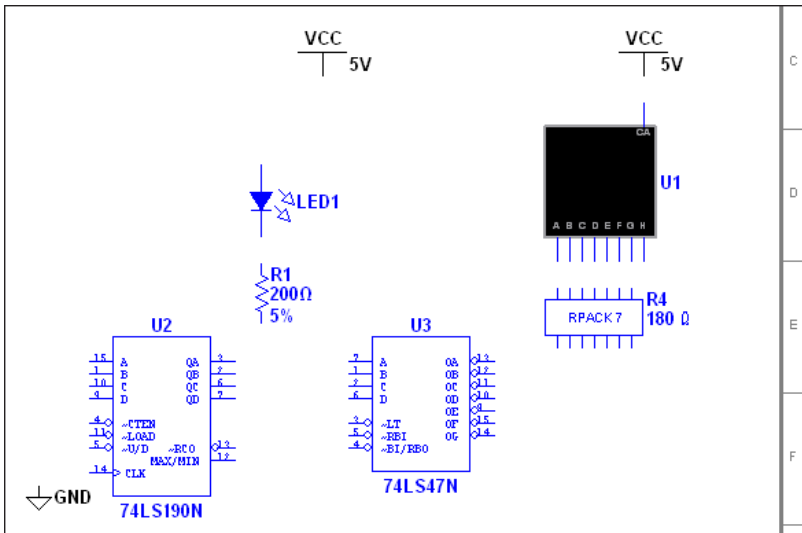 VCC
5V
VCC
5V
C
CA
U1
D
LED1
A B C D E F G H
R1
200Ω
5%
R4
180 Ω
RPACK7
E
U2
U3
15 A QA 3
1 B QB 2
10 C QC 6
9 D QD 7
4 ~CTEN
11 ~LOAD
5 ~U/D ~RCO 13
MAX/MIN 12
14 CLK
74LS190N
7 A OA 13
1 B OB 12
2 C OC 11
6 D OD 10
OE 9
3 ~LT OF 15
5 ~RBI OG 14
4 ~BI/RBO
74LS47N
F
GND